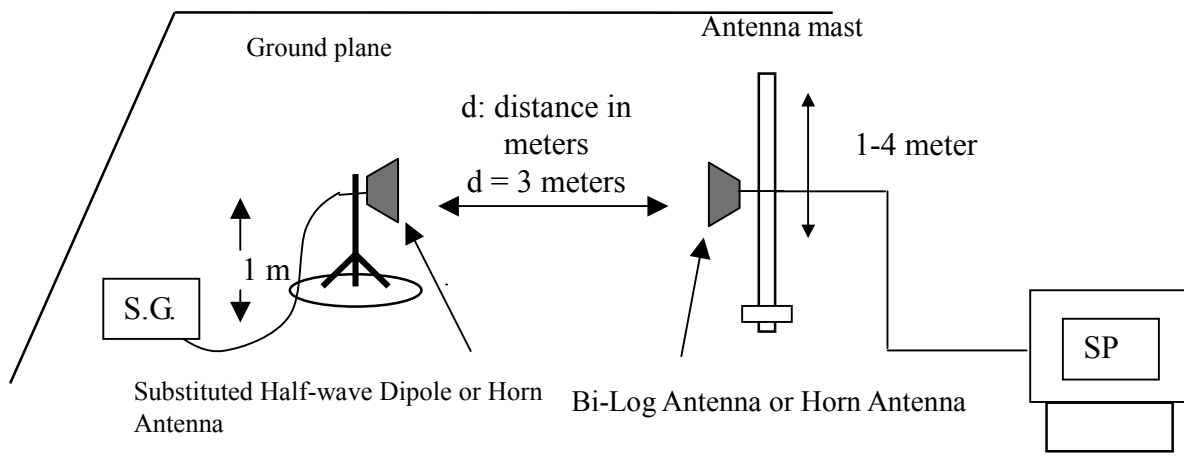 Antenna mast
Ground plane
d: distance in
meters
d = 3 meters
1-4 meter
1 m
S.G.
SP
Substituted Half-wave Dipole or Horn
Antenna
Bi-Log Antenna or Horn Antenna